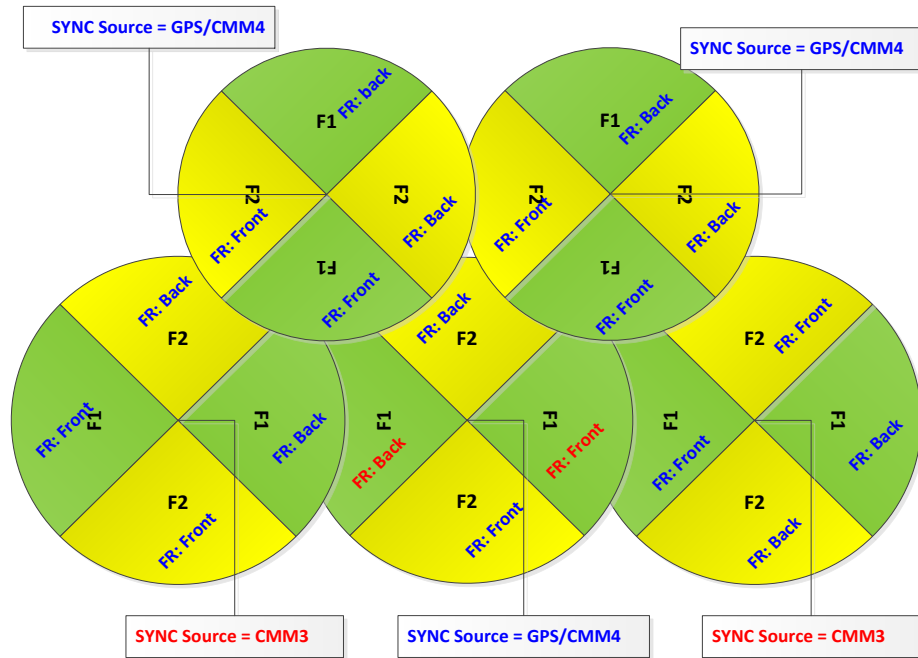 SYNC Source = GPS/CMM4
SYNC Source = GPS/CMM4
F1
FR: back
F2
FR: Front
F2
FR: Back
F1
FR: Front
F1
FR: Back
F2
FR: Front
F2
FR: Back
F1
FR: Front
F2
FR: Back
F1
FR: Front
F1
FR: Back
F2
FR: Front
F2
FR: Back
F1
FR: Back
F1
FR: Front
F2
FR: Front
F2
FR: Front
F1
FR: Front
F1
FR: Back
F2
FR: Back
SYNC Source = CMM3
SYNC Source = GPS/CMM4
SYNC Source = CMM3